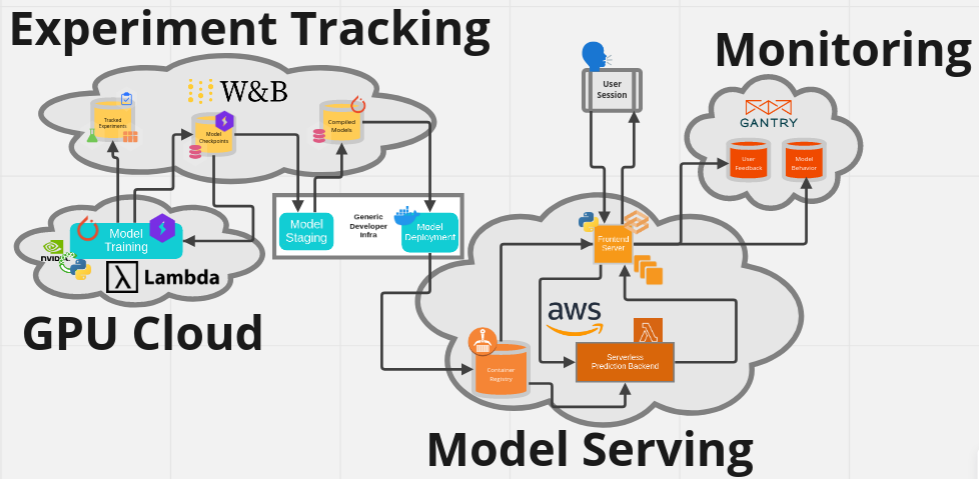 Experiment Tracking
W&B
Tracked
Experiments
Model
Checkpoints
Compiled
Models
Model
Training
NVIDIA
Lambda
GPU Cloud
Model
Staging
Generic
Developer
Infra
Model
Deployment
User
Session
Monitoring
GANTRY
User
Feedback
Model
Behavior
Frontend
Server
aws
Serverless
Prediction Backend
Container
Registry
Model Serving